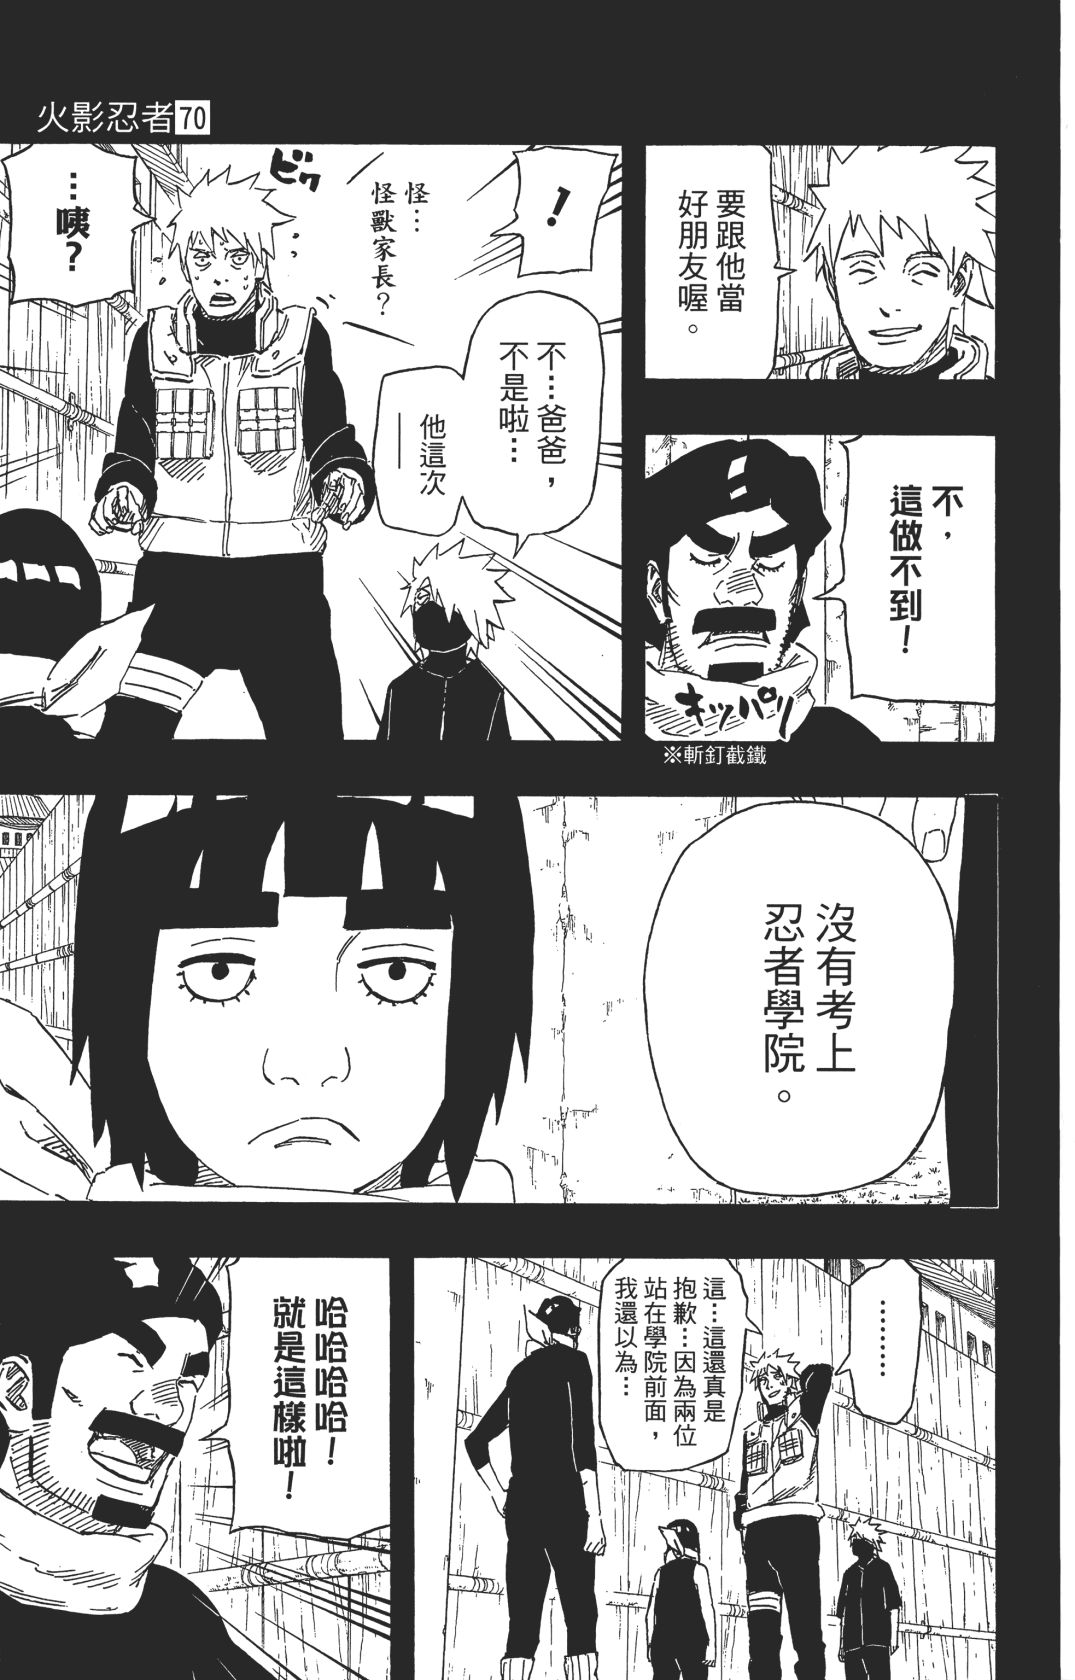 火影忍者70
要跟他當
好朋友喔。
不，
這做不到！
キッパリ
※斬釘截鐵
！
不…爸爸，
不是啦…
他這次
——
怪…
怪獸家長？
ビク
…咦？
沒有考上
忍者學院。
………
這…這還真是
抱歉…因為兩位
站在學院前面，
我還以為…
哈哈哈哈！
就是這樣啦！